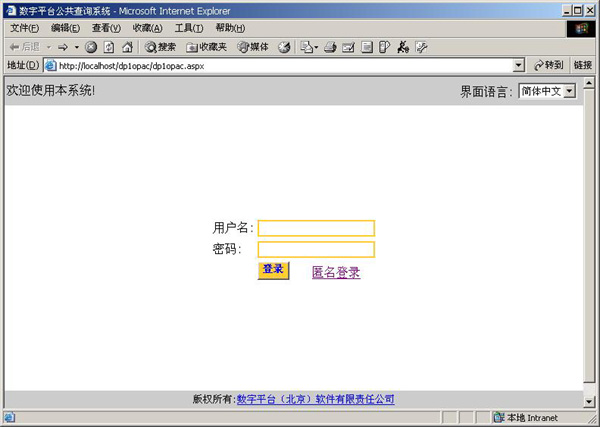 数字平台公共查询系统 - Microsoft Internet Explorer
文件(F) 编辑(E) 查看(V) 收藏(A) 工具(T) 帮助(H)
后退 搜索 收藏夹 媒体
地址(D) http://localhost/dp1opac/dp1opac.aspx 转到 链接
欢迎使用本系统! 界面语言: 简体中文
用户名:
密码:
登录 匿名登录
版权所有:数字平台（北京）软件有限责任公司
本地 Intranet